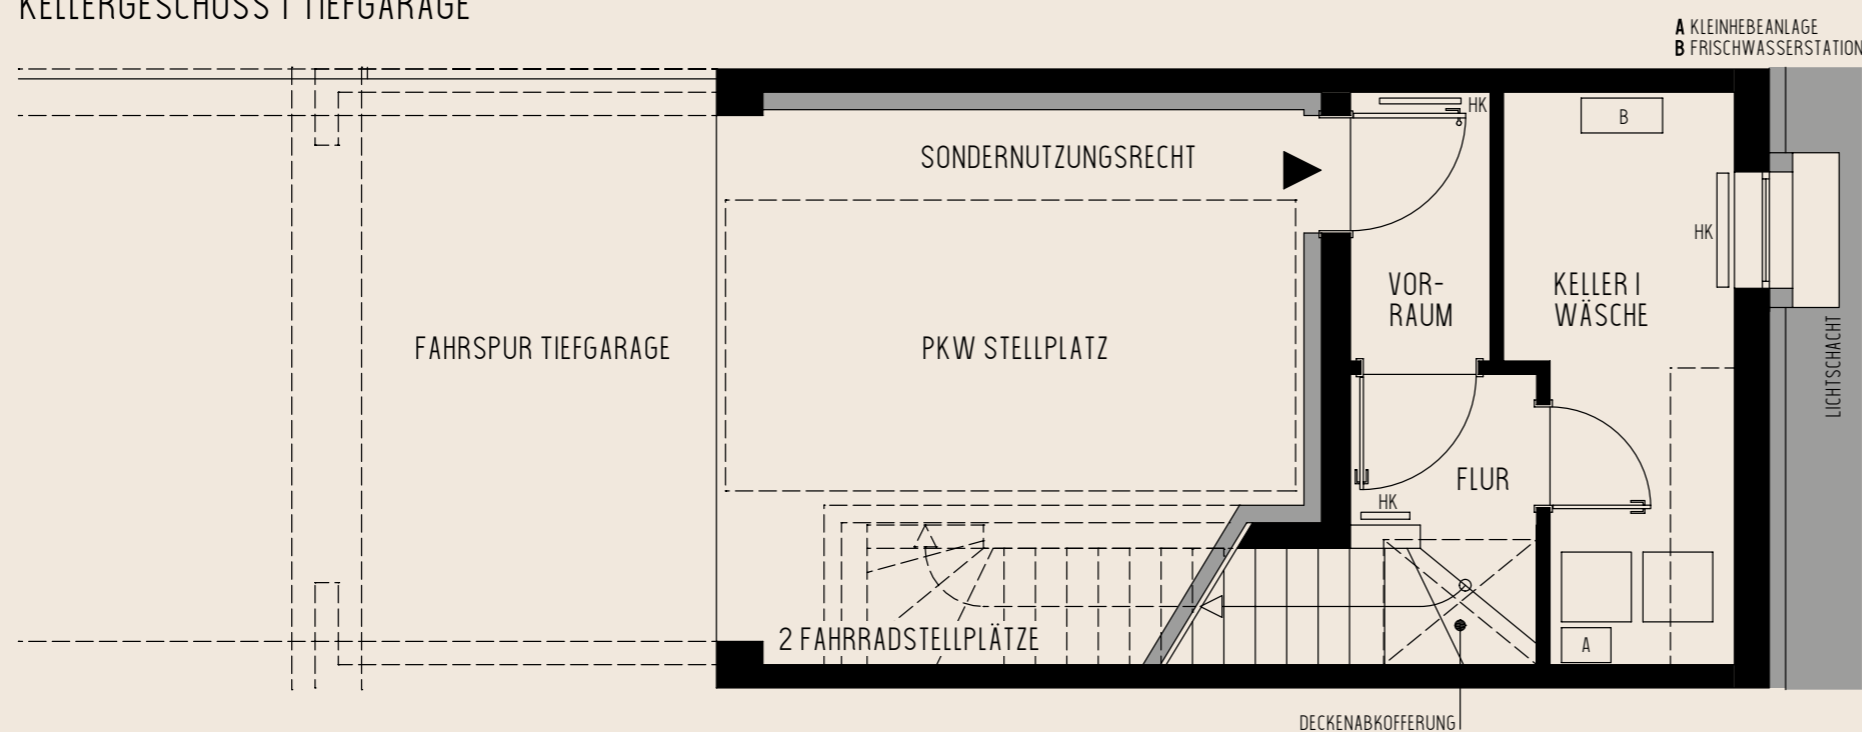 KELLERGESCHOSS I TIEFGARAGE
A KLEINHEBEANLAGE
B FRISCHWASSERSTATION
HK
B
SONDERNUTZUNGSRECHT
HK
VOR-
RAUM
KELLER I
WÄSCHE
FAHRSPUR TIEFGARAGE
PKW STELLPLATZ
LICHTSCHACHT
FLUR
HK
2 FAHRRADSTELLPLÄTZE
A
DECKENABKOFFERUNG